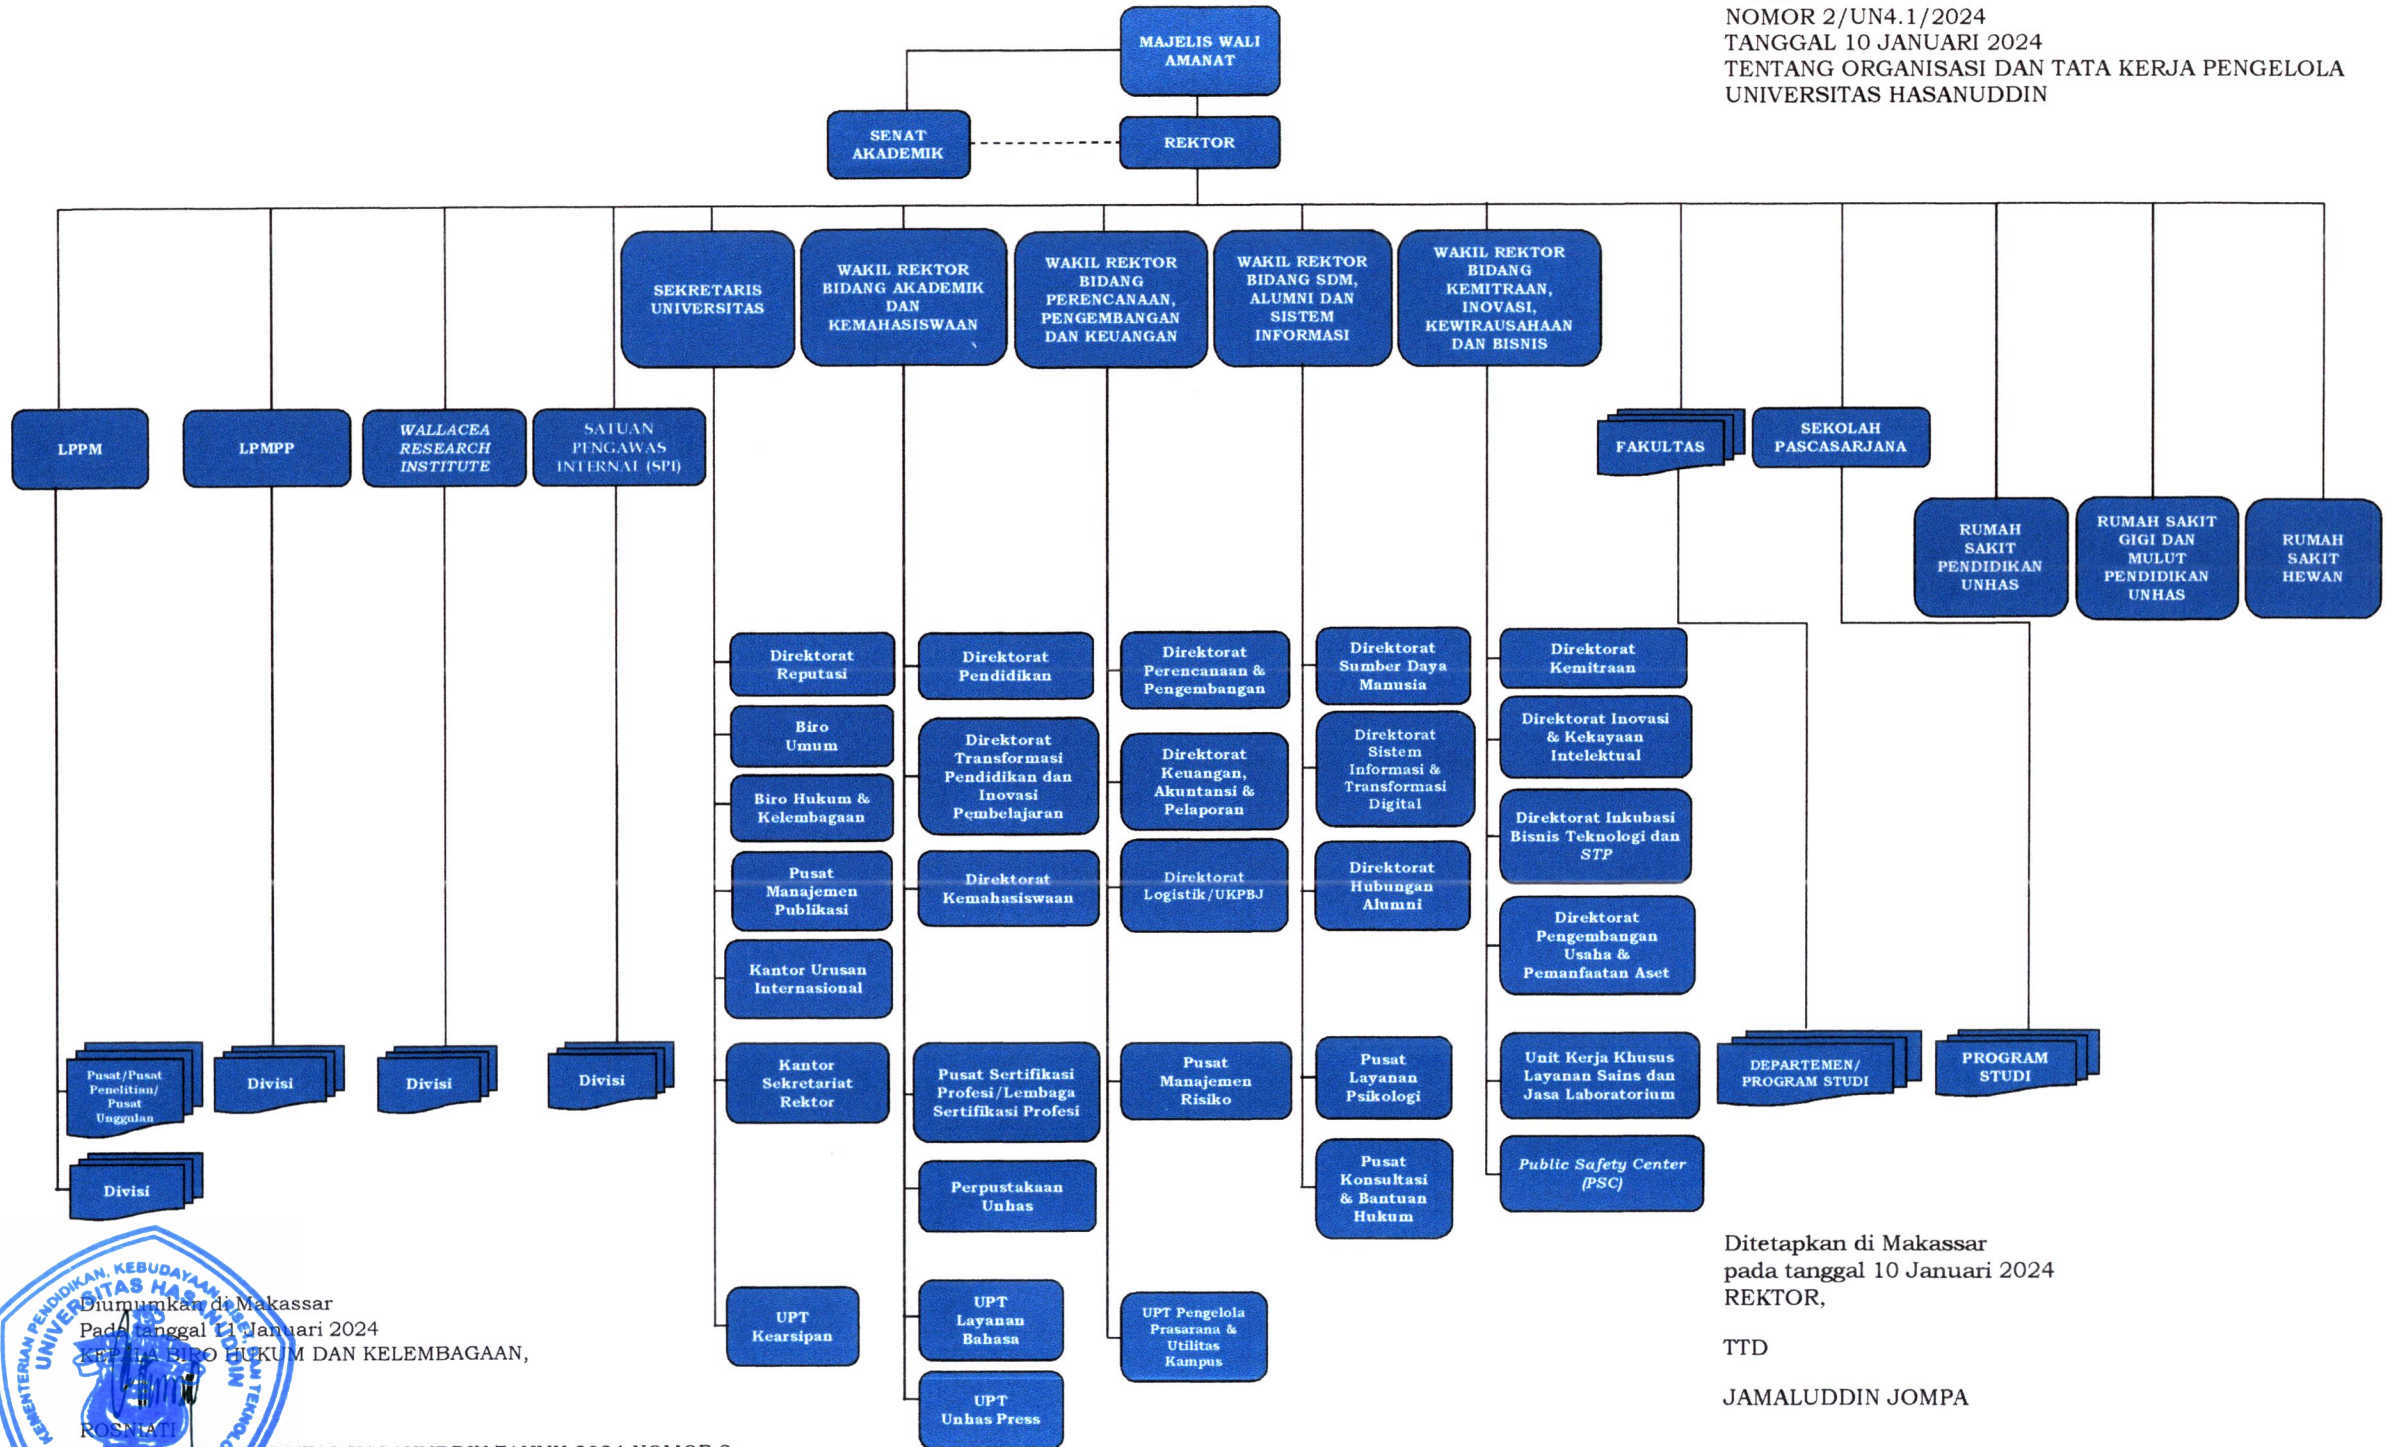 NOMOR 2/UN4.1/2024
TANGGAL 10 JANUARI 2024
TENTANG ORGANISASI DAN TATA KERJA PENGELOLA
UNIVERSITAS HASANUDDIN
MAJELIS WALI
AMANAT
SENAT
AKADEMIK
REKTOR
SEKRETARIS
UNIVERSITAS
WAKIL REKTOR
BIDANG AKADEMIK
DAN
KEMAHASISWAAN
WAKIL REKTOR
BIDANG
PERENCANAAN,
PENGEMBANGAN
DAN KEUANGAN
WAKIL REKTOR
BIDANG SDM,
ALUMNI DAN
SISTEM
INFORMASI
WAKIL REKTOR
BIDANG
KEMITRAAN,
INOVASI,
KEWIRAUSAHAAN
DAN BISNIS
LPPM
LPMPP
WALLACEA
RESEARCH
INSTITUTE
SATUAN
PENGAWAS
INTERNAL (SPI)
FAKULTAS
SEKOLAH
PASCASARJANA
RUMAH
SAKIT
PENDIDIKAN
UNHAS
RUMAH SAKIT
GIGI DAN
MULUT
PENDIDIKAN
UNHAS
RUMAH
SAKIT
HEWAN
Direktorat
Reputasi
Biro
Umum
Biro Hukum &
Kelembagaan
Pusat
Manajemen
Publikasi
Kantor Urusan
Internasional
Kantor
Sekretariat
Rektor
UPT
Kearsipan
Direktorat
Pendidikan
Direktorat
Transformasi
Pendidikan dan
Inovasi
Pembelajaran
Direktorat
Kemahasiswaan
Pusat Sertifikasi
Profesi/Lembaga
Sertifikasi Profesi
Perpustakaan
Unhas
UPT
Layanan
Bahasa
UPT
Unhas Press
Direktorat
Perencanaan &
Pengembangan
Direktorat
Keuangan,
Akuntansi &
Pelaporan
Direktorat
Logistik/UKPBJ
Pusat
Manajemen
Risiko
UPT Pengelola
Prasarana &
Utilitas
Kampus
Direktorat
Sumber Daya
Manusia
Direktorat
Sistem
Informasi &
Transformasi
Digital
Direktorat
Hubungan
Alumni
Pusat
Layanan
Psikologi
Pusat
Konsultasi
& Bantuan
Hukum
Direktorat
Kemitraan
Direktorat Inovasi
& Kekayaan
Intelektual
Direktorat Inkubasi
Bisnis Teknologi dan
STP
Direktorat
Pengembangan
Usaha &
Pemanfaatan Aset
Unit Kerja Khusus
Layanan Sains dan
Jasa Laboratorium
Public Safety Center
(PSC)
Pusat/Pusat
Penelitian/
Pusat
Unggulan
Divisi
Divisi
Divisi
Divisi
DEPARTEMEN/
PROGRAM STUDI
PROGRAM
STUDI
Ditetapkan di Makassar
pada tanggal 10 Januari 2024
REKTOR,
TTD
JAMALUDDIN JOMPA
Diumumkan di Makassar
Pada tanggal 11 Januari 2024
KEPALA BIRO HUKUM DAN KELEMBAGAAN,
ROSNIATI
KEMENTERIAN PENDIDIKAN, KEBUDAYAAN, RISET, DAN
UNIVERSITAS HASANUDDIN